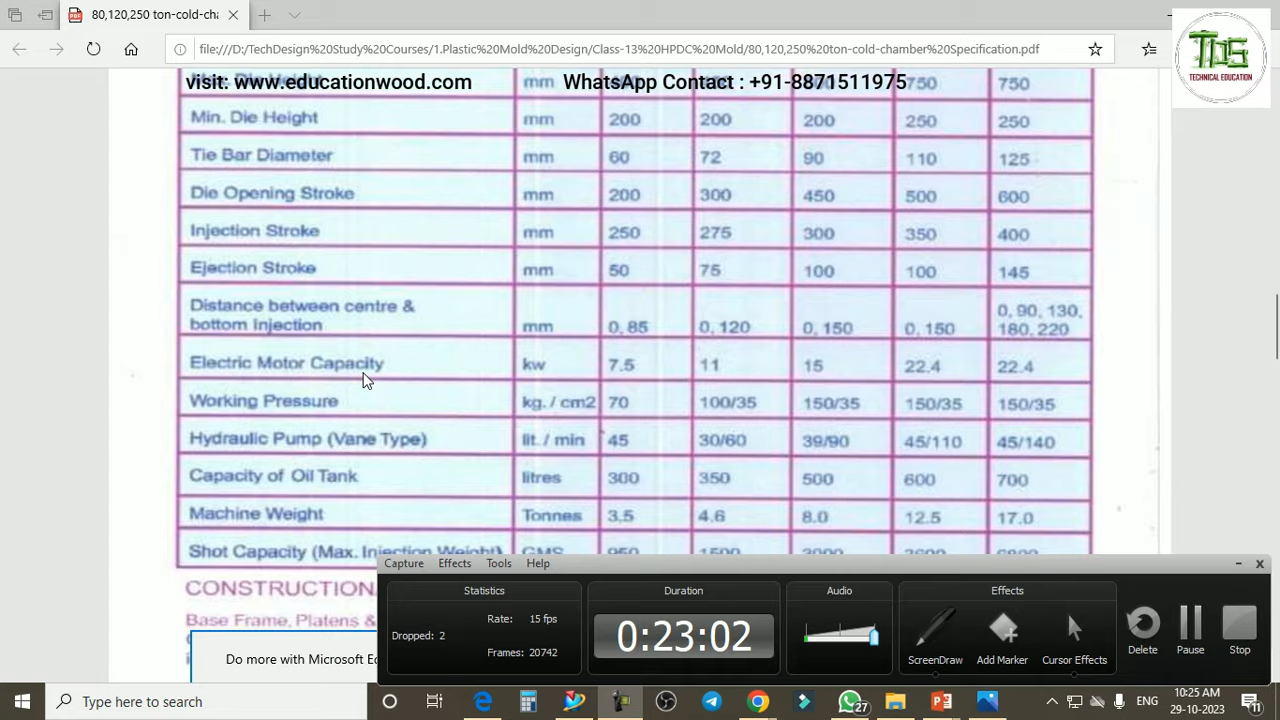 80,120,250 ton-cold-cha
file:///D:/TechDesign%20Study%20Courses/1.Plastic%20Mold%20Design/Class-13%20HPDC%20Mold/80,120,250%20ton-cold-chamber%20Specification.pdf
TDS
TECHNICAL EDUCATION
visit: www.educationwood.com WhatsApp Contact : +91-8871511975
mm 750 750
Min. Die Height mm 200 200 200 250 250
Tie Bar Diameter mm 60 72 90 110 125
Die Opening Stroke mm 200 300 450 500 600
Injection Stroke mm 250 275 300 350 400
Ejection Stroke mm 50 75 100 100 145
Distance between centre & 0, 90, 130,
bottom Injection mm 0, 85 0, 120 0, 150 0, 150 180, 220
Electric Motor Capacity kw 7.5 11 15 22.4 22.4
Working Pressure kg. / cm2 70 100/35 150/35 150/35 150/35
Hydraulic Pump (Vane Type) lit. / min 45 30/60 39/90 45/110 45/140
Capacity of Oil Tank litres 300 350 500 600 700
Machine Weight Tonnes 3.5 4.6 8.0 12.5 17.0
Shot Capacity (Max. Injection Weight) GMS
CONSTRUCTION
Base Frame, Platens &
Do more with Microsoft Ed
Capture Effects Tools Help
Statistics Duration Audio Effects
Rate: 15 fps
Dropped: 2
Frames: 20742
0:23:02
ScreenDraw Add Marker Cursor Effects Delete Pause Stop
Type here to search
27
ENG
10:25 AM
29-10-2023
11